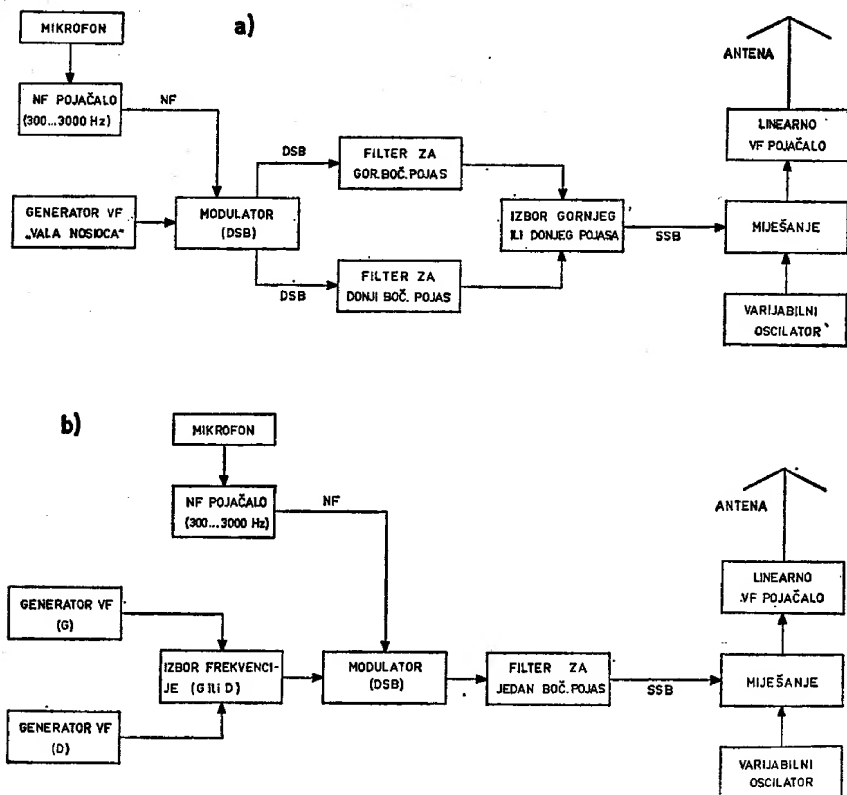 a)
MIKROFON
NF POJAČALO
(300...3000 Hz)
NF
GENERATOR VF
„VALA NOSIOCA"
MODULATOR
(DSB)
DSB
DSB
FILTER ZA
GOR.BOČ.POJAS
FILTER ZA
DONJI BOČ. POJAS
IZBOR GORNJEG
ILI DONJEG POJASA
SSB
ANTENA
LINEARNO
VF POJAČALO
MIJEŠANJE
VARIJABILNI
OSCILATOR
b)
MIKROFON
NF POJAČALO
(300...3000 Hz)
NF
GENERATOR VF
(G)
GENERATOR VF
(D)
IZBOR FREKVENCI-
JE (G ILI D)
MODULATOR
(DSB)
FILTER ZA
JEDAN BOČ.POJAS
SSB
ANTENA
LINEARNO
VF POJAČALO
MIJEŠANJE
VARIJABILNI
OSCILATOR